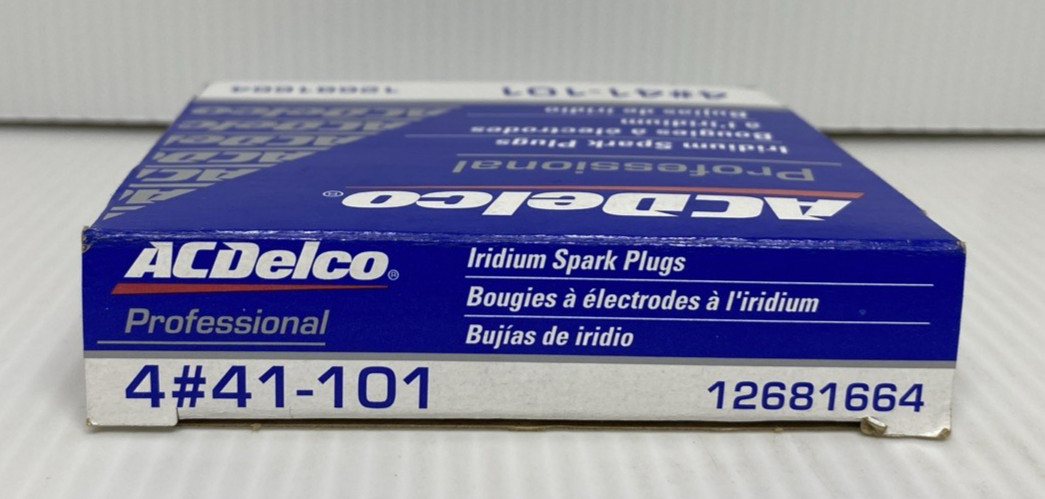 12681664
4#41-101
Bujías de iridio
à l'iridium
Bougies à électrodes
Iridium Spark Plugs
Professional
ACDelco®
ACDelco®
Professional
Iridium Spark Plugs
Bougies à électrodes à l'iridium
Bujías de iridio
4#41-101
12681664